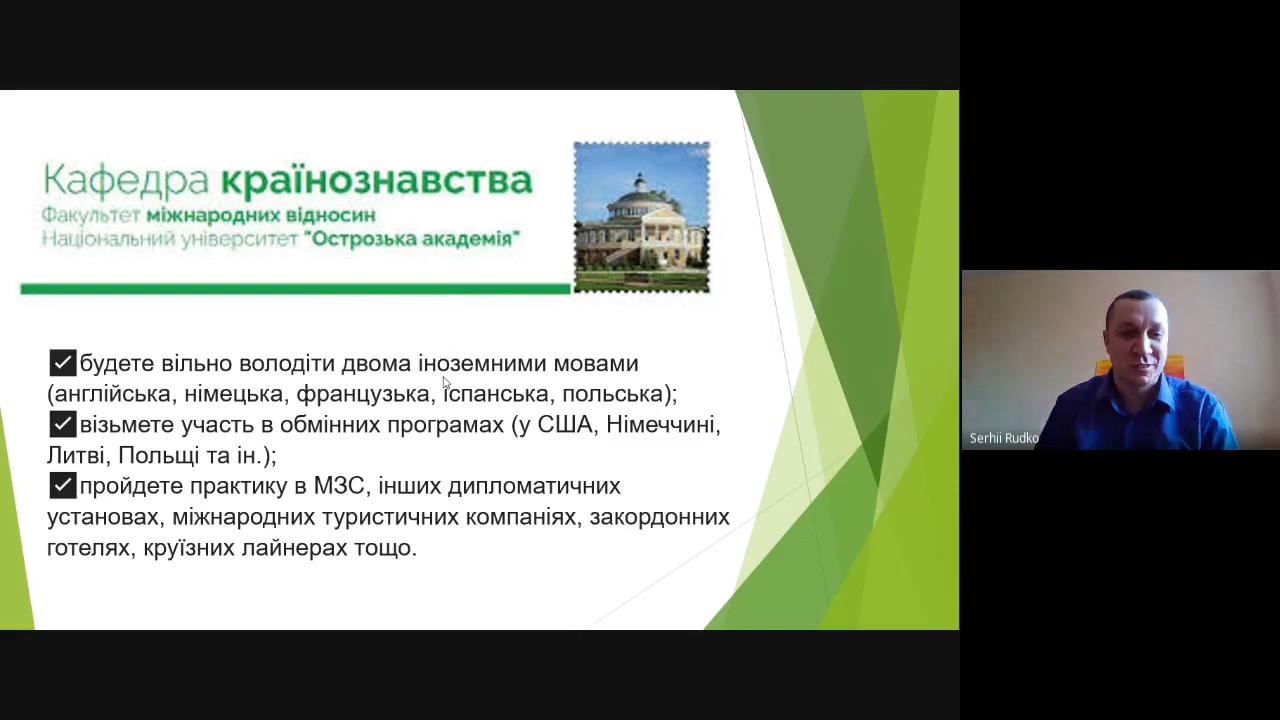 Кафедра країнознавства
Факультет міжнародних відносин
Національний університет "Острозька академія"
будете вільно володіти двома іноземними мовами
(англійська, німецька, французька, іспанська, польська);
візьмете участь в обмінних програмах (у США, Німеччині,
Литві, Польщі та ін.);
пройдете практику в МЗС, інших дипломатичних
установах, міжнародних туристичних компаніях, закордонних
готелях, круїзних лайнерах тощо.
Serhii Rudko